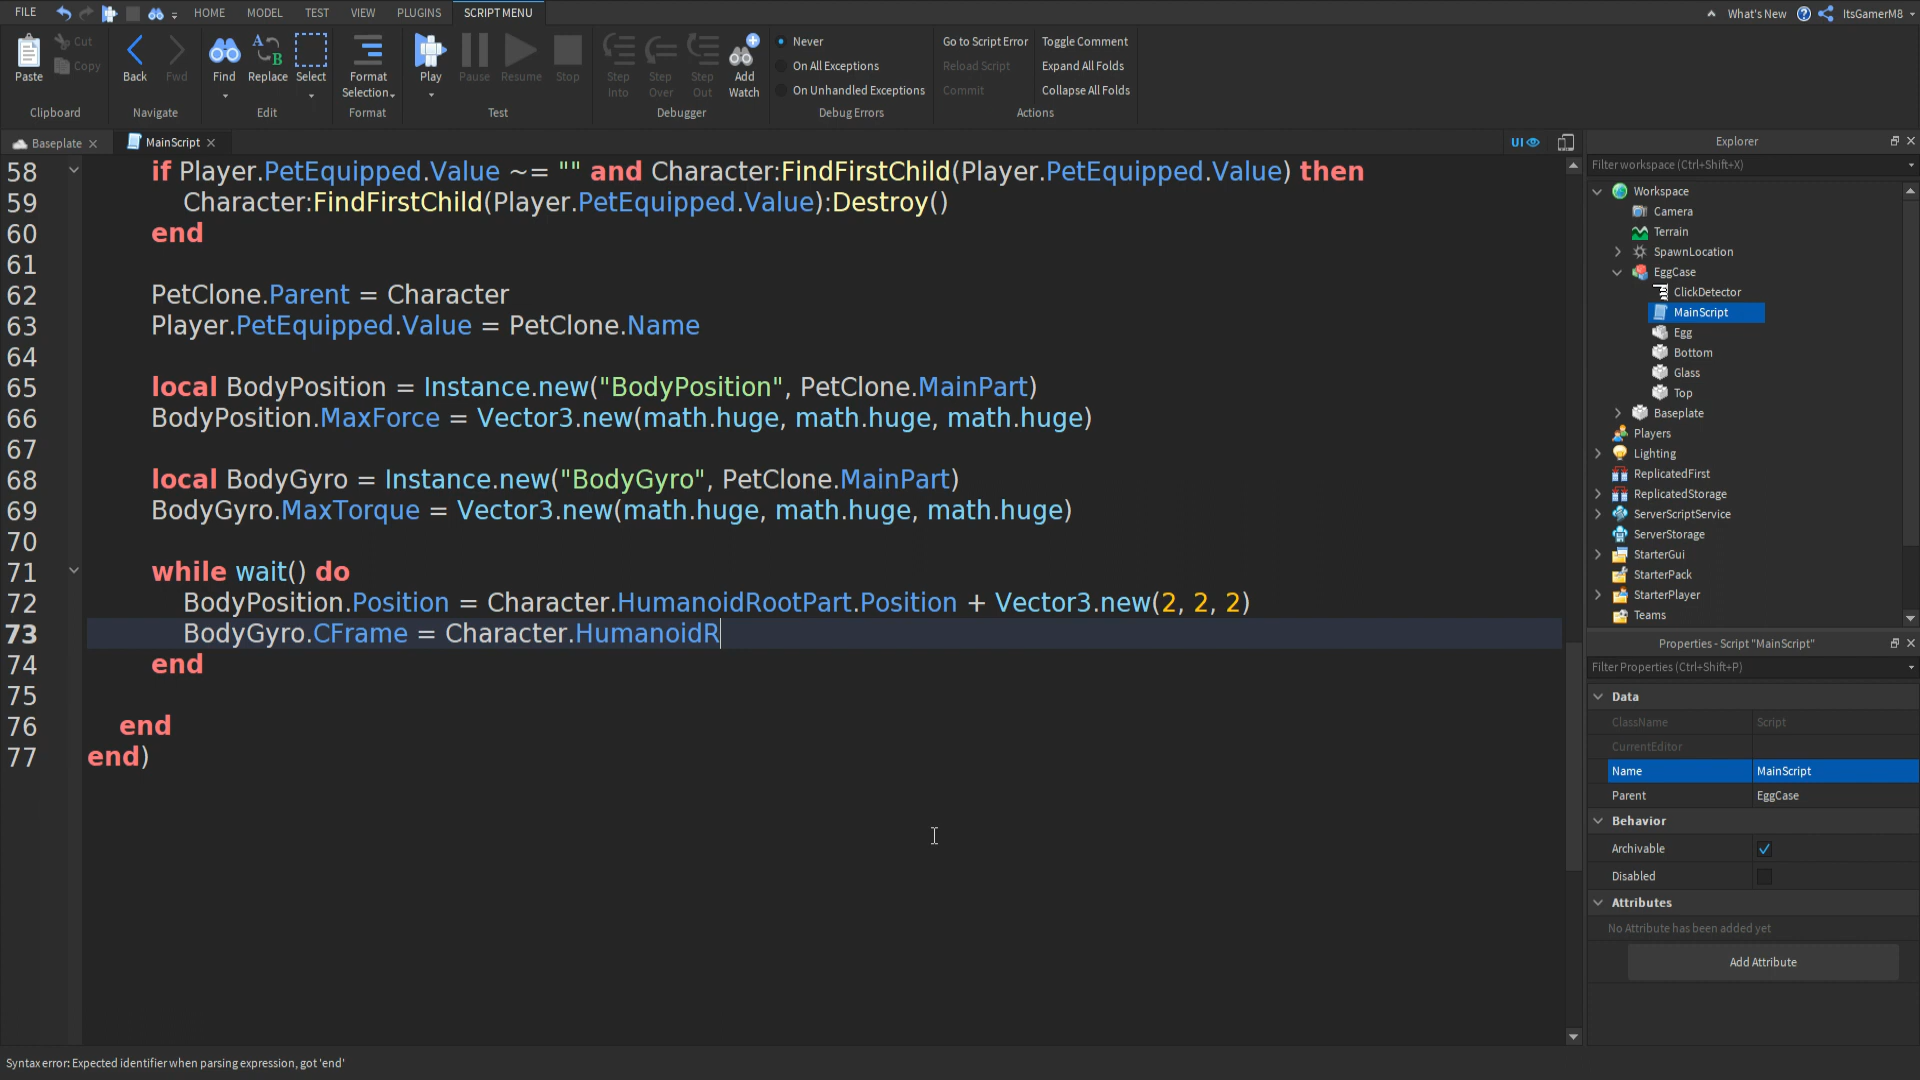 FILE HOME MODEL TEST VIEW PLUGINS SCRIPT MENU What's New ItsGamerM8
Paste Cut Copy
Back Fwd
Find Replace Select
Format Selection
Play Pause Resume Stop
Step Into Step Over Step Out Add Watch
Never
On All Exceptions
On Unhandled Exceptions
Go to Script Error
Reload Script
Commit
Toggle Comment
Expand All Folds
Collapse All Folds
Clipboard Navigate Edit Format Test Debugger Debug Errors Actions
Baseplate MainScript UI
58 if Player.PetEquipped.Value ~= "" and Character:FindFirstChild(Player.PetEquipped.Value) then
59 Character:FindFirstChild(Player.PetEquipped.Value):Destroy()
60 end
61
62 PetClone.Parent = Character
63 Player.PetEquipped.Value = PetClone.Name
64
65 local BodyPosition = Instance.new("BodyPosition", PetClone.MainPart)
66 BodyPosition.MaxForce = Vector3.new(math.huge, math.huge, math.huge)
67
68 local BodyGyro = Instance.new("BodyGyro", PetClone.MainPart)
69 BodyGyro.MaxTorque = Vector3.new(math.huge, math.huge, math.huge)
70
71 while wait() do
72 BodyPosition.Position = Character.HumanoidRootPart.Position + Vector3.new(2, 2, 2)
73 BodyGyro.CFrame = Character.HumanoidR
74 end
75
76 end
77 end)
Syntax error: Expected identifier when parsing expression, got 'end'
Explorer
Filter workspace (Ctrl+Shift+X)
Workspace
Camera
Terrain
SpawnLocation
EggCase
ClickDetector
MainScript
Egg
Bottom
Glass
Top
Baseplate
Players
Lighting
ReplicatedFirst
ReplicatedStorage
ServerScriptService
ServerStorage
StarterGui
StarterPack
StarterPlayer
Teams
Properties - Script "MainScript"
Filter Properties (Ctrl+Shift+P)
Data
ClassName Script
CurrentEditor
Name MainScript
Parent EggCase
Behavior
Archivable
Disabled
Attributes
No Attribute has been added yet
Add Attribute